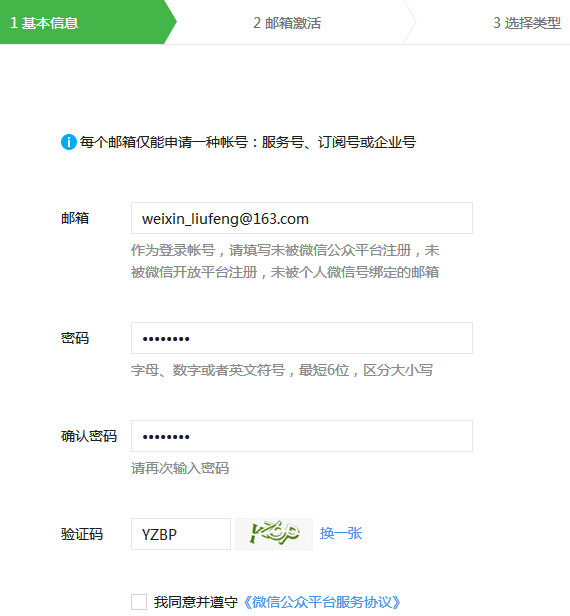 1 基本信息
2 邮箱激活
3 选择类型
每个邮箱仅能申请一种帐号：服务号、订阅号或企业号
邮箱
weixin_liufeng@163.com
作为登录帐号，请填写未被微信公众平台注册，未
被微信开放平台注册，未被个人微信号绑定的邮箱
密码
••••••••
字母、数字或者英文符号，最短6位，区分大小写
确认密码
••••••••
请再次输入密码
验证码
YZBP
YZBP
换一张
我同意并遵守《微信公众平台服务协议》